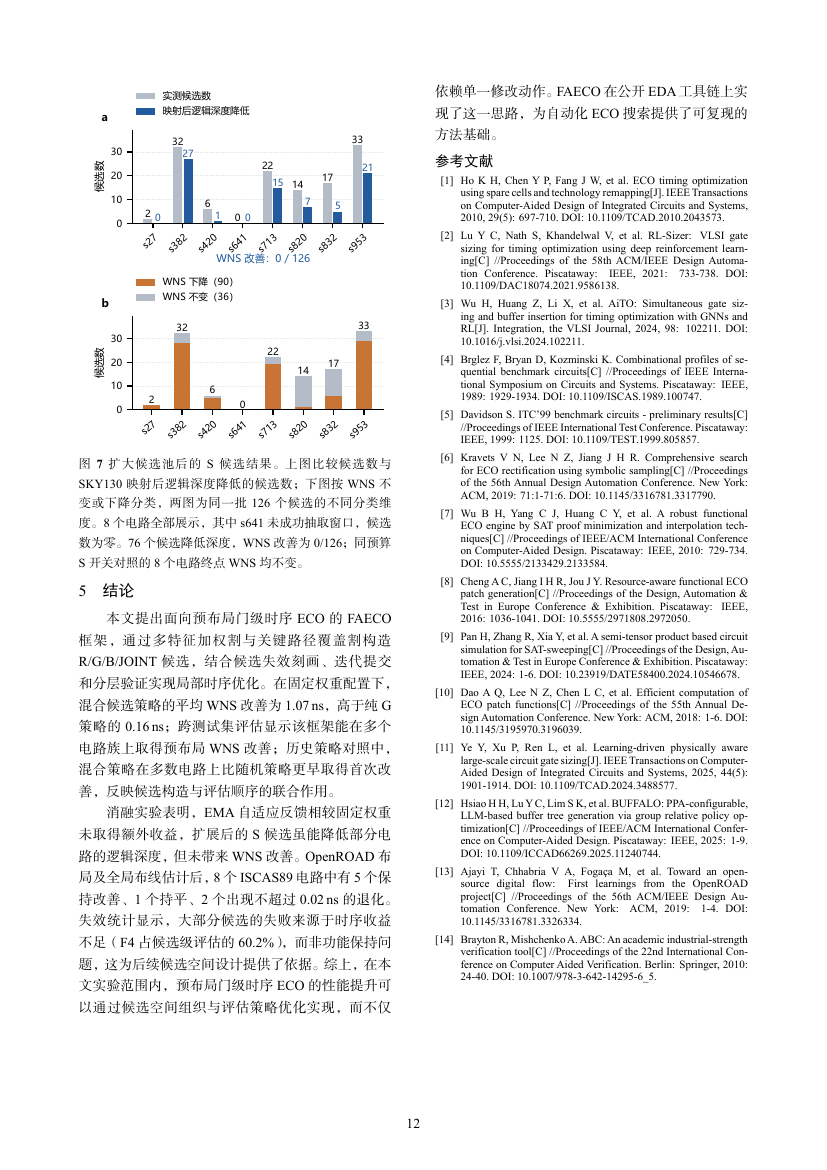 实测候选数
映射后逻辑深度降低
a
候选数
30
20
10
0
2 0
32 27
6 1
0 0
22 15
14 7
17 5
33 21
s27 s382 s420 s641 s713 s820 s832 s953
WNS 改善：0 / 126
WNS 下降（90）
WNS 不变（36）
b
候选数
30
20
10
0
2 32 6 0 22 14 17 33
s27 s382 s420 s641 s713 s820 s832 s953
图 7 扩大候选池后的 S 候选结果。上图比较候选数与
SKY130 映射后逻辑深度降低的候选数；下图按 WNS 不
变或下降分类，两图为同一批 126 个候选的不同分类维
度。8 个电路全部展示，其中 s641 未成功抽取窗口，候选
数为零。76 个候选降低深度，WNS 改善为 0/126；同预算
S 开关对照的 8 个电路终点 WNS 均不变。
5 结论
本文提出面向预布局门级时序 ECO 的 FAECO
框架，通过多特征加权割与关键路径覆盖割构造
R/G/B/JOINT 候选，结合候选失效刻画、迭代提交
和分层验证实现局部时序优化。在固定权重配置下，
混合候选策略的平均 WNS 改善为 1.07 ns，高于纯 G
策略的 0.16 ns；跨测试集评估显示该框架能在多个
电路族上取得预布局 WNS 改善；历史策略对照中，
混合策略在多数电路上比随机策略更早取得首次改
善，反映候选构造与评估顺序的联合作用。
消融实验表明，EMA 自适应反馈相较固定权重
未取得额外收益，扩展后的 S 候选虽能降低部分电
路的逻辑深度，但未带来 WNS 改善。OpenROAD 布
局及全局布线估计后，8 个 ISCAS89 电路中有 5 个保
持改善、1 个持平、2 个出现不超过 0.02 ns 的退化。
失效统计显示，大部分候选的失败来源于时序收益
不足（F4 占候选级评估的 60.2%），而非功能保持问
题，这为后续候选空间设计提供了依据。综上，在本
文实验范围内，预布局门级时序 ECO 的性能提升可
以通过候选空间组织与评估策略优化实现，而不仅
依赖单一修改动作。FAECO 在公开 EDA 工具链上实
现了这一思路，为自动化 ECO 搜索提供了可复现的
方法基础。
参考文献
[1] Ho K H, Chen Y P, Fang J W, et al. ECO timing optimization
using spare cells and technology remapping[J]. IEEE Transactions
on Computer-Aided Design of Integrated Circuits and Systems,
2010, 29(5): 697-710. DOI: 10.1109/TCAD.2010.2043573.
[2] Lu Y C, Nath S, Khandelwal V, et al. RL-Sizer: VLSI gate
sizing for timing optimization using deep reinforcement learn-
ing[C] //Proceedings of the 58th ACM/IEEE Design Automa-
tion Conference. Piscataway: IEEE, 2021: 733-738. DOI:
10.1109/DAC18074.2021.9586138.
[3] Wu H, Huang Z, Li X, et al. AiTO: Simultaneous gate siz-
ing and buffer insertion for timing optimization with GNNs and
RL[J]. Integration, the VLSI Journal, 2024, 98: 102211. DOI:
10.1016/j.vlsi.2024.102211.
[4] Brglez F, Bryan D, Kozminski K. Combinational profiles of se-
quential benchmark circuits[C] //Proceedings of IEEE Interna-
tional Symposium on Circuits and Systems. Piscataway: IEEE,
1989: 1929-1934. DOI: 10.1109/ISCAS.1989.100747.
[5] Davidson S. ITC'99 benchmark circuits - preliminary results[C]
//Proceedings of IEEE International Test Conference. Piscataway:
IEEE, 1999: 1125. DOI: 10.1109/TEST.1999.805857.
[6] Kravets V N, Lee N Z, Jiang J H R. Comprehensive search
for ECO rectification using symbolic sampling[C] //Proceedings
of the 56th Annual Design Automation Conference. New York:
ACM, 2019: 71:1-71:6. DOI: 10.1145/3316781.3317790.
[7] Wu B H, Yang C J, Huang C Y, et al. A robust functional
ECO engine by SAT proof minimization and interpolation tech-
niques[C] //Proceedings of IEEE/ACM International Conference
on Computer-Aided Design. Piscataway: IEEE, 2010: 729-734.
DOI: 10.5555/2133429.2133584.
[8] Cheng A C, Jiang I H R, Jou J Y. Resource-aware functional ECO
patch generation[C] //Proceedings of the Design, Automation &
Test in Europe Conference & Exhibition. Piscataway: IEEE,
2016: 1036-1041. DOI: 10.5555/2971808.2972050.
[9] Pan H, Zhang R, Xia Y, et al. A semi-tensor product based circuit
simulation for SAT-sweeping[C] //Proceedings of the Design, Au-
tomation & Test in Europe Conference & Exhibition. Piscataway:
IEEE, 2024: 1-6. DOI: 10.23919/DATE58400.2024.10546678.
[10] Dao A Q, Lee N Z, Chen L C, et al. Efficient computation of
ECO patch functions[C] //Proceedings of the 55th Annual De-
sign Automation Conference. New York: ACM, 2018: 1-6. DOI:
10.1145/3195970.3196039.
[11] Ye Y, Xu P, Ren L, et al. Learning-driven physically aware
large-scale circuit gate sizing[J]. IEEE Transactions on Computer-
Aided Design of Integrated Circuits and Systems, 2025, 44(5):
1901-1914. DOI: 10.1109/TCAD.2024.3488577.
[12] Hsiao H H, Lu Y C, Lim S K, et al. BUFFALO: PPA-configurable,
LLM-based buffer tree generation via group relative policy op-
timization[C] //Proceedings of IEEE/ACM International Confer-
ence on Computer-Aided Design. Piscataway: IEEE, 2025: 1-9.
DOI: 10.1109/ICCAD66269.2025.11240744.
[13] Ajayi T, Chhabria V A, Fogaça M, et al. Toward an open-
source digital flow: First learnings from the OpenROAD
project[C] //Proceedings of the 56th ACM/IEEE Design Au-
tomation Conference. New York: ACM, 2019: 1-4. DOI:
10.1145/3316781.3326334.
[14] Brayton R, Mishchenko A. ABC: An academic industrial-strength
verification tool[C] //Proceedings of the 22nd International Con-
ference on Computer Aided Verification. Berlin: Springer, 2010:
24-40. DOI: 10.1007/978-3-642-14295-6_5.
12